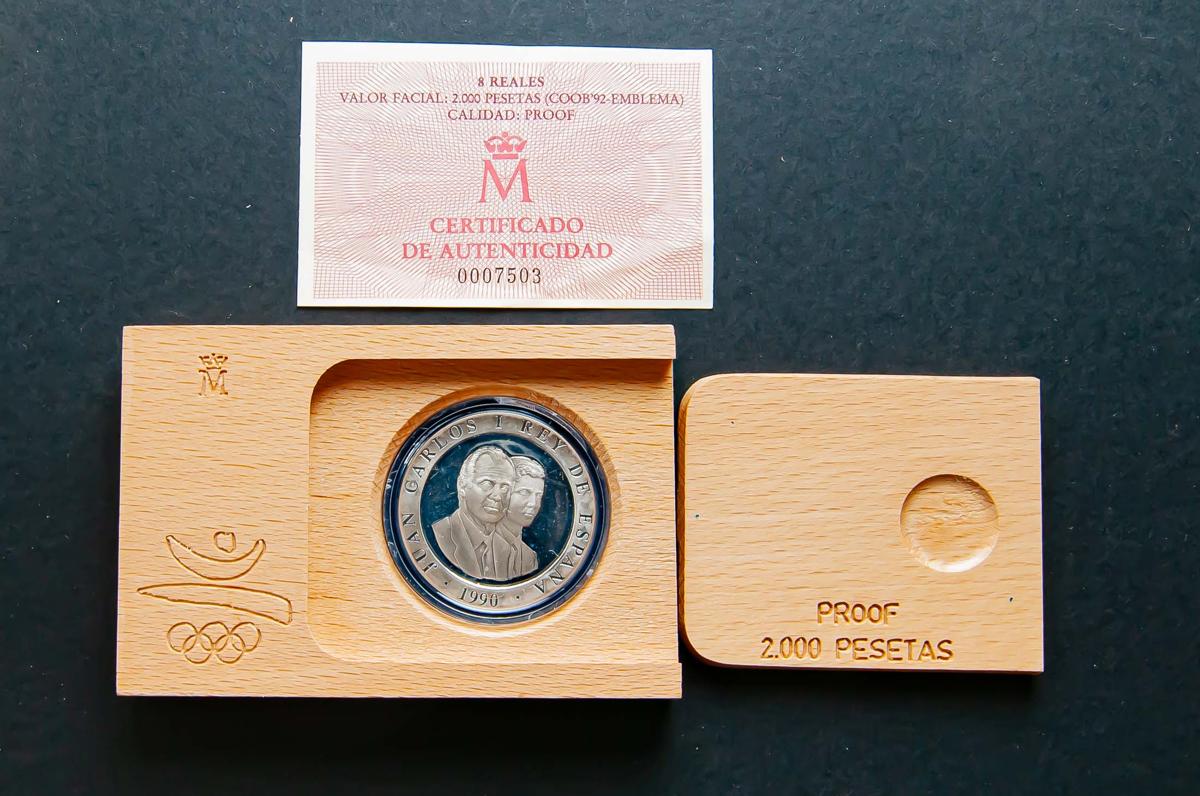 8 REALES
VALOR FACIAL: 2.000 PESETAS (COOB'92-EMBLEMA)
CALIDAD: PROOF
M
CERTIFICADO
DE AUTENTICIDAD
0007503
M
JUAN CARLOS I REY DE ESPAÑA
· 1990 ·
PROOF
2.000 PESETAS